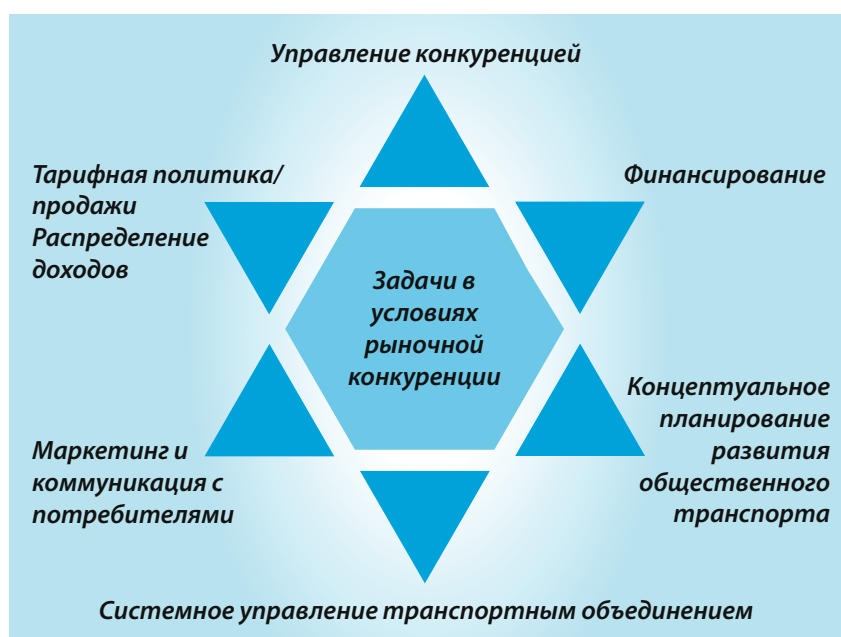 Управление конкуренцией
Тарифная политика/
продажи
Распределение
доходов
Финансирование
Задачи в
условиях
рыночной
конкуренции
Концептуальное
планирование
развития
общественного
транспорта
Маркетинг и
коммуникация с
потребителями
Системное управление транспортным объединением